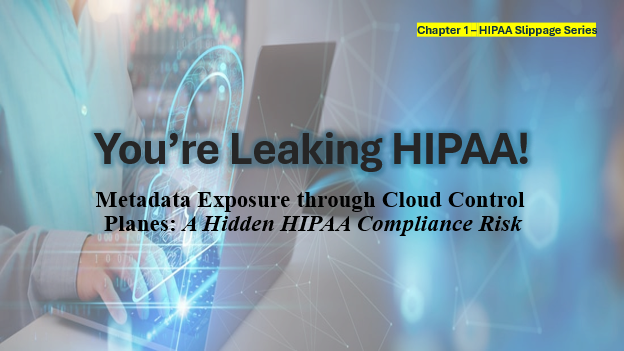 Chapter 1 – HIPAA Slippage Series
You’re Leaking HIPAA!
Metadata Exposure through Cloud Control
Planes: A Hidden HIPAA Compliance Risk